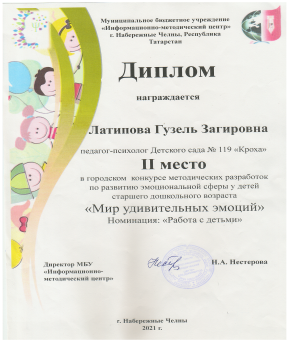 Муниципальное бюджетное учреждение
«Информационно-методический центр»
г. Набережные Челны, Республика
Татарстан
Диплом
награждается
Латипова Гузель Загировна
педагог-психолог Детского сада № 119 «Кроха»
II место
в городском конкурсе методических разработок
по развитию эмоциональной сферы у детей
старшего дошкольного возраста
«Мир удивительных эмоций»
Номинация: «Работа с детьми»
Директор МБУ
«Информационно-
методический центр»
Н.А. Нестерова
г. Набережные Челны
2021 г.